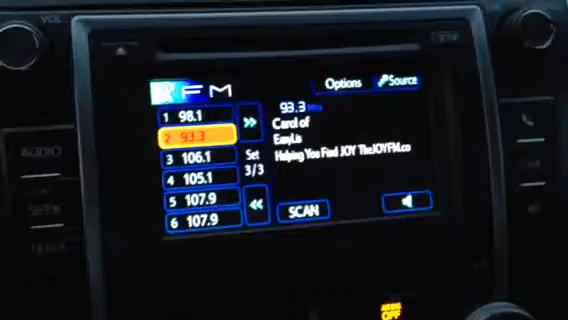 VOL
FM
Options
Source
1 98.1
2 93.3
3 106.1
4 105.1
5 107.9
6 107.9
Set
3/3
93.3 MHz
Carol of
EasyLis
Helping You Find JOY TheJOYFM.co
SCAN
AUDIO
OFF